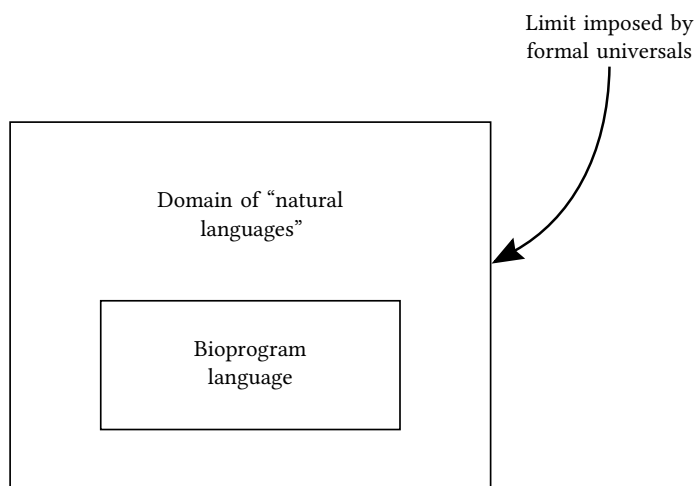 Limit imposed by
formal universals
Domain of “natural
languages”
Bioprogram
language